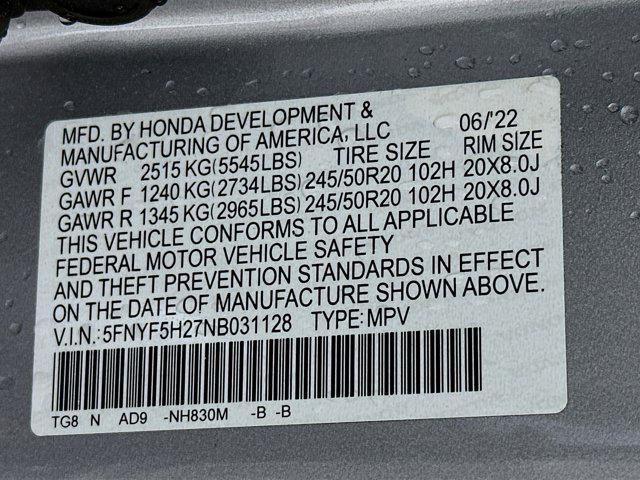 MFD. BY HONDA DEVELOPMENT &
MANUFACTURING OF AMERICA, LLC 06/'22
GVWR 2515 KG(5545LBS) TIRE SIZE RIM SIZE
GAWR F 1240 KG(2734LBS) 245/50R20 102H 20X8.0J
GAWR R 1345 KG(2965LBS) 245/50R20 102H 20X8.0J
THIS VEHICLE CONFORMS TO ALL APPLICABLE
FEDERAL MOTOR VEHICLE SAFETY
AND THEFT PREVENTION STANDARDS IN EFFECT
ON THE DATE OF MANUFACTURE SHOWN ABOVE.
V.I.N.:5FNYF5H27NB031128 TYPE:MPV
TG8 N AD9 -NH830M -B -B